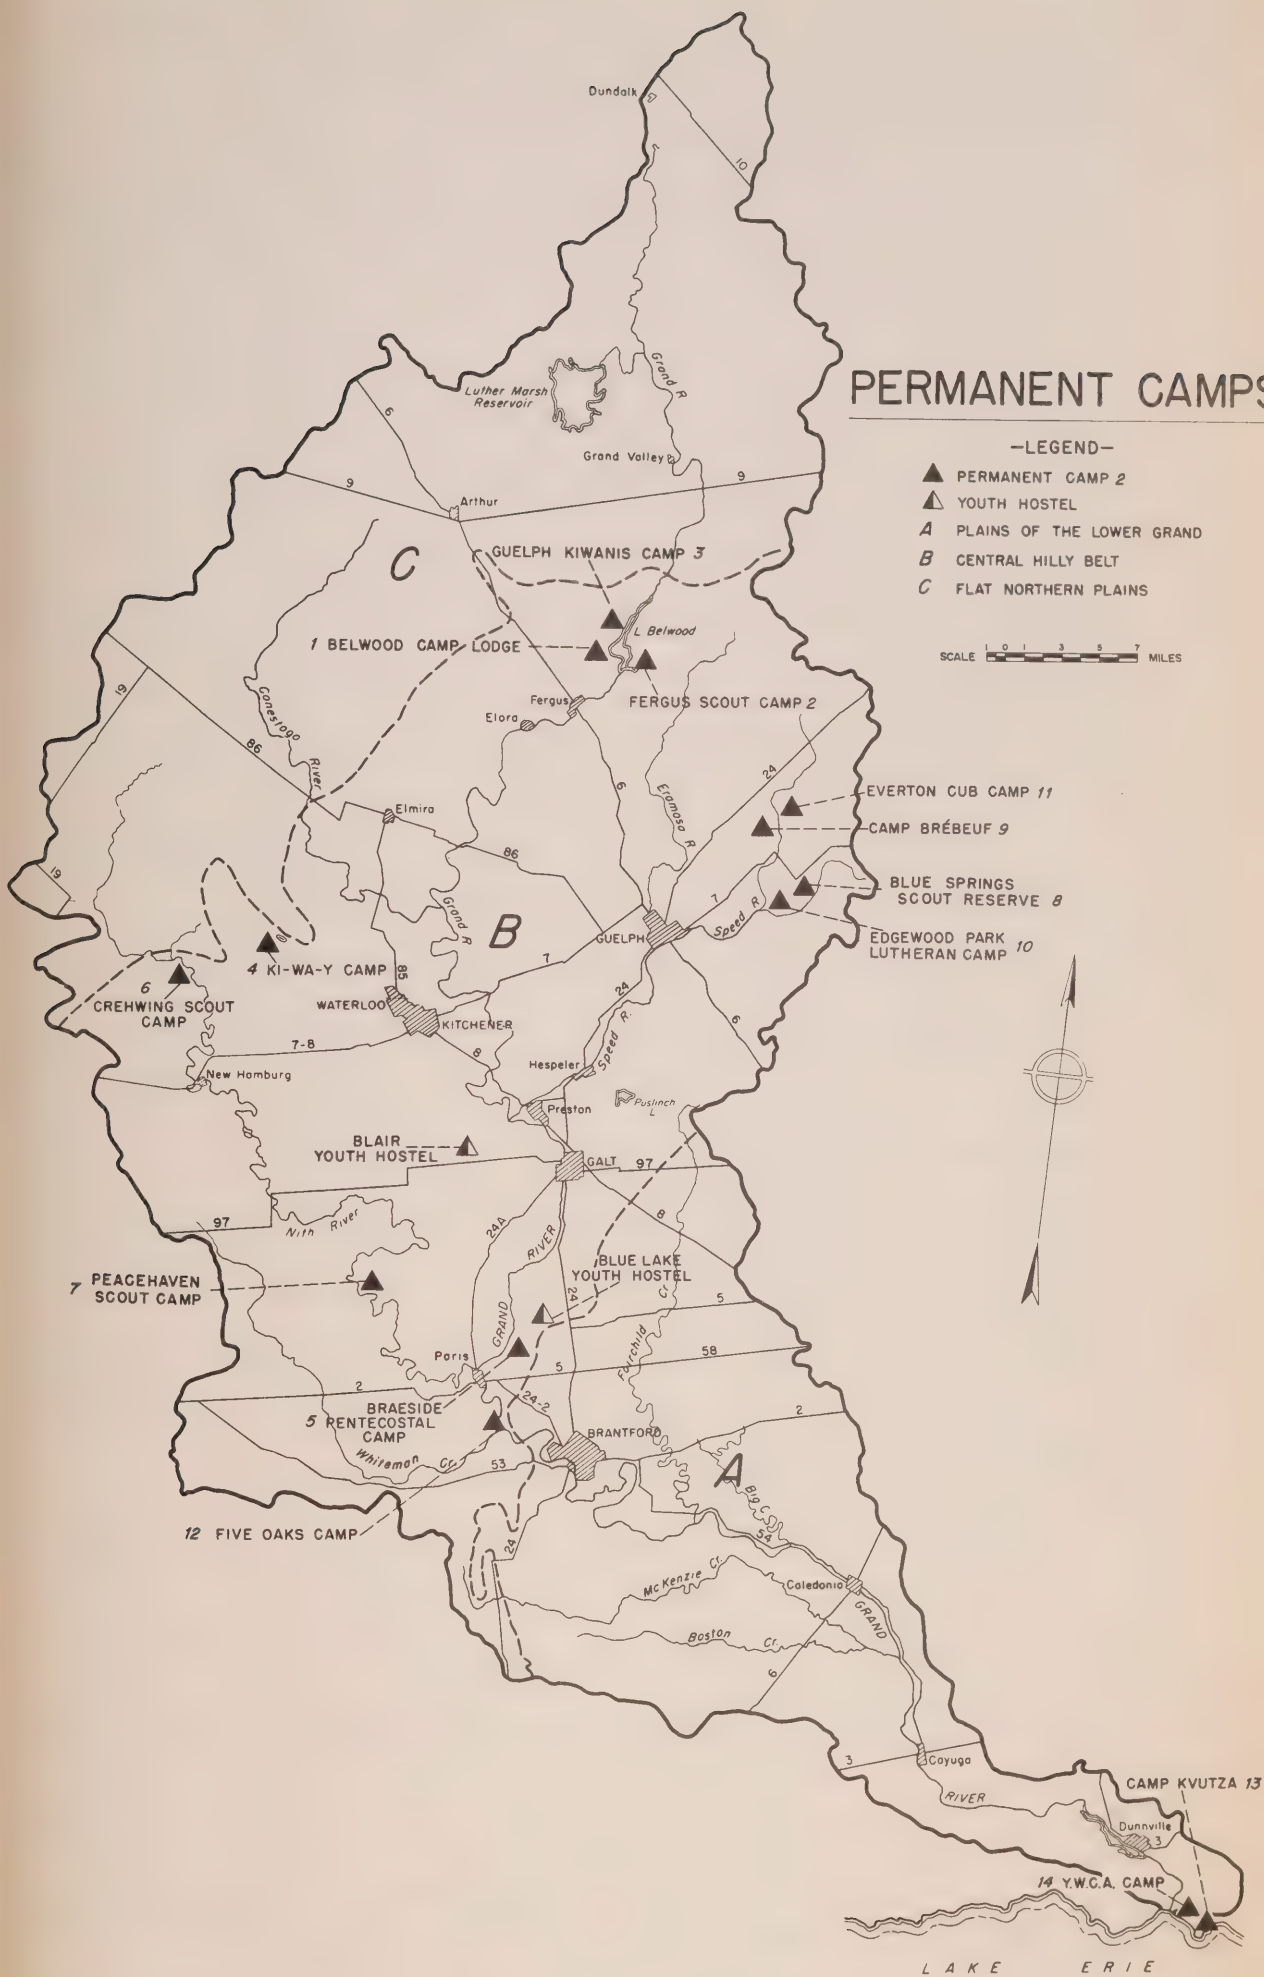 Dundalk
10
Luther Marsh
Reservoir
Grand R
6
Grand Valley
9
9
Arthur
PERMANENT CAMPS
—LEGEND—
PERMANENT CAMP 2
YOUTH HOSTEL
A PLAINS OF THE LOWER GRAND
B CENTRAL HILLY BELT
C FLAT NORTHERN PLAINS
SCALE 1 0 1 3 5 7 MILES
C
GUELPH KIWANIS CAMP 3
L Belwood
1 BELWOOD CAMP LODGE
FERGUS SCOUT CAMP 2
Fergus
Elora
19
86
Conestogo
River
6
Eramosa R
24
Elmira
86
EVERTON CUB CAMP 11
CAMP BRÉBEUF 9
BLUE SPRINGS
SCOUT RESERVE 8
EDGEWOOD PARK
LUTHERAN CAMP 10
19
7
Speed R
Grand R
B
GUELPH
7
4 KI-WA-Y CAMP
85
6
CREHWING SCOUT
CAMP
WATERLOO
KITCHENER
24
Speed R.
6
7-8
8
New Hamburg
Hespeler
Preston
Puslinch
L
BLAIR
YOUTH HOSTEL
GALT
97
8
97
Nith River
24A
RIVER
GRAND
BLUE LAKE
YOUTH HOSTEL
24
7 PEACEHAVEN
SCOUT CAMP
5
Fairchild Cr
58
Paris
5
2
24-2
BRAESIDE
5 PENTECOSTAL
CAMP
2
BRANTFORD
Whiteman Cr.
53
A
Big C
12 FIVE OAKS CAMP
54
24
McKenzie Cr.
Caledonia
GRAND
Boston Cr.
6
3
Cayuga
RIVER
CAMP KVUTZA 13
Dunnville
3
14 Y.W.C.A. CAMP
LAKE ERIE